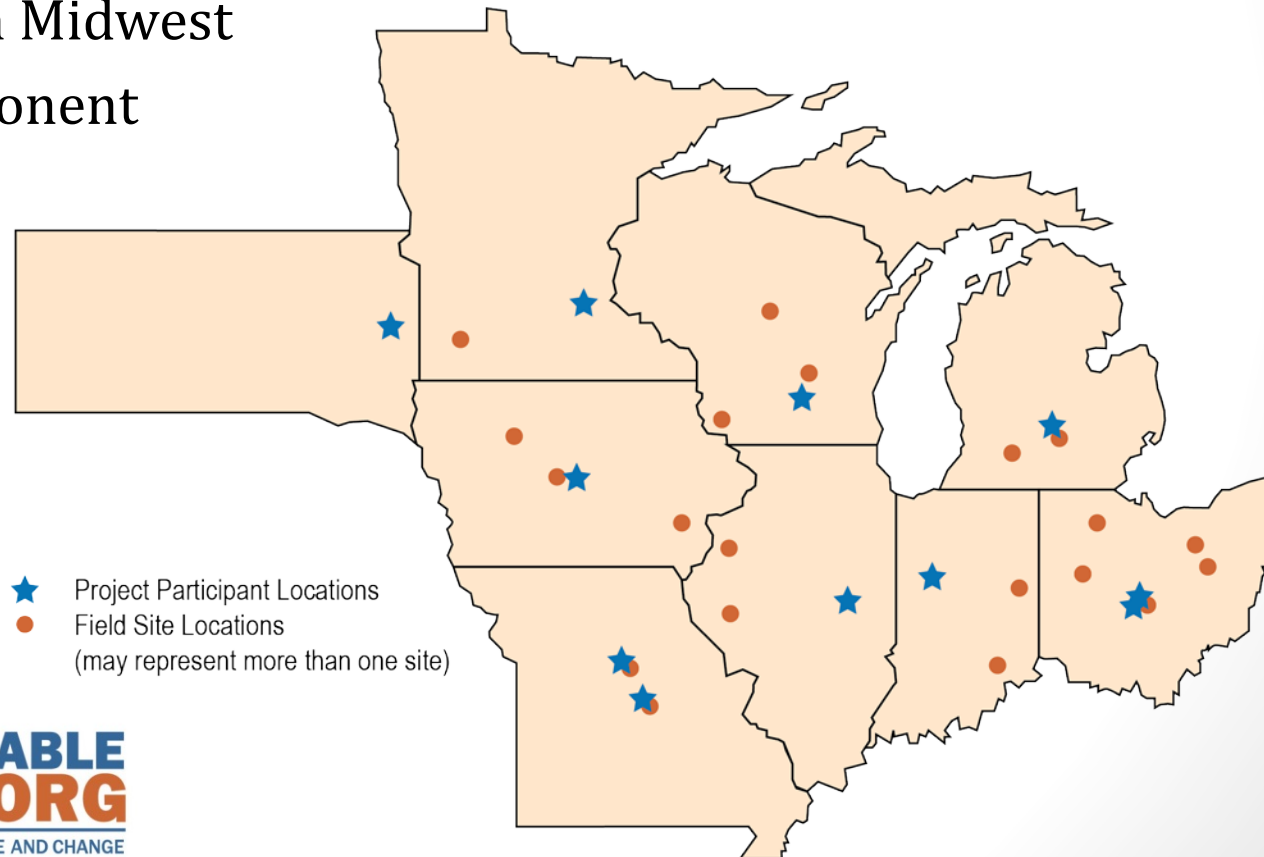 Midwest
onent
Project Participant Locations
Field Site Locations
(may represent more than one site)
ABLE
ORG
E AND CHANGE